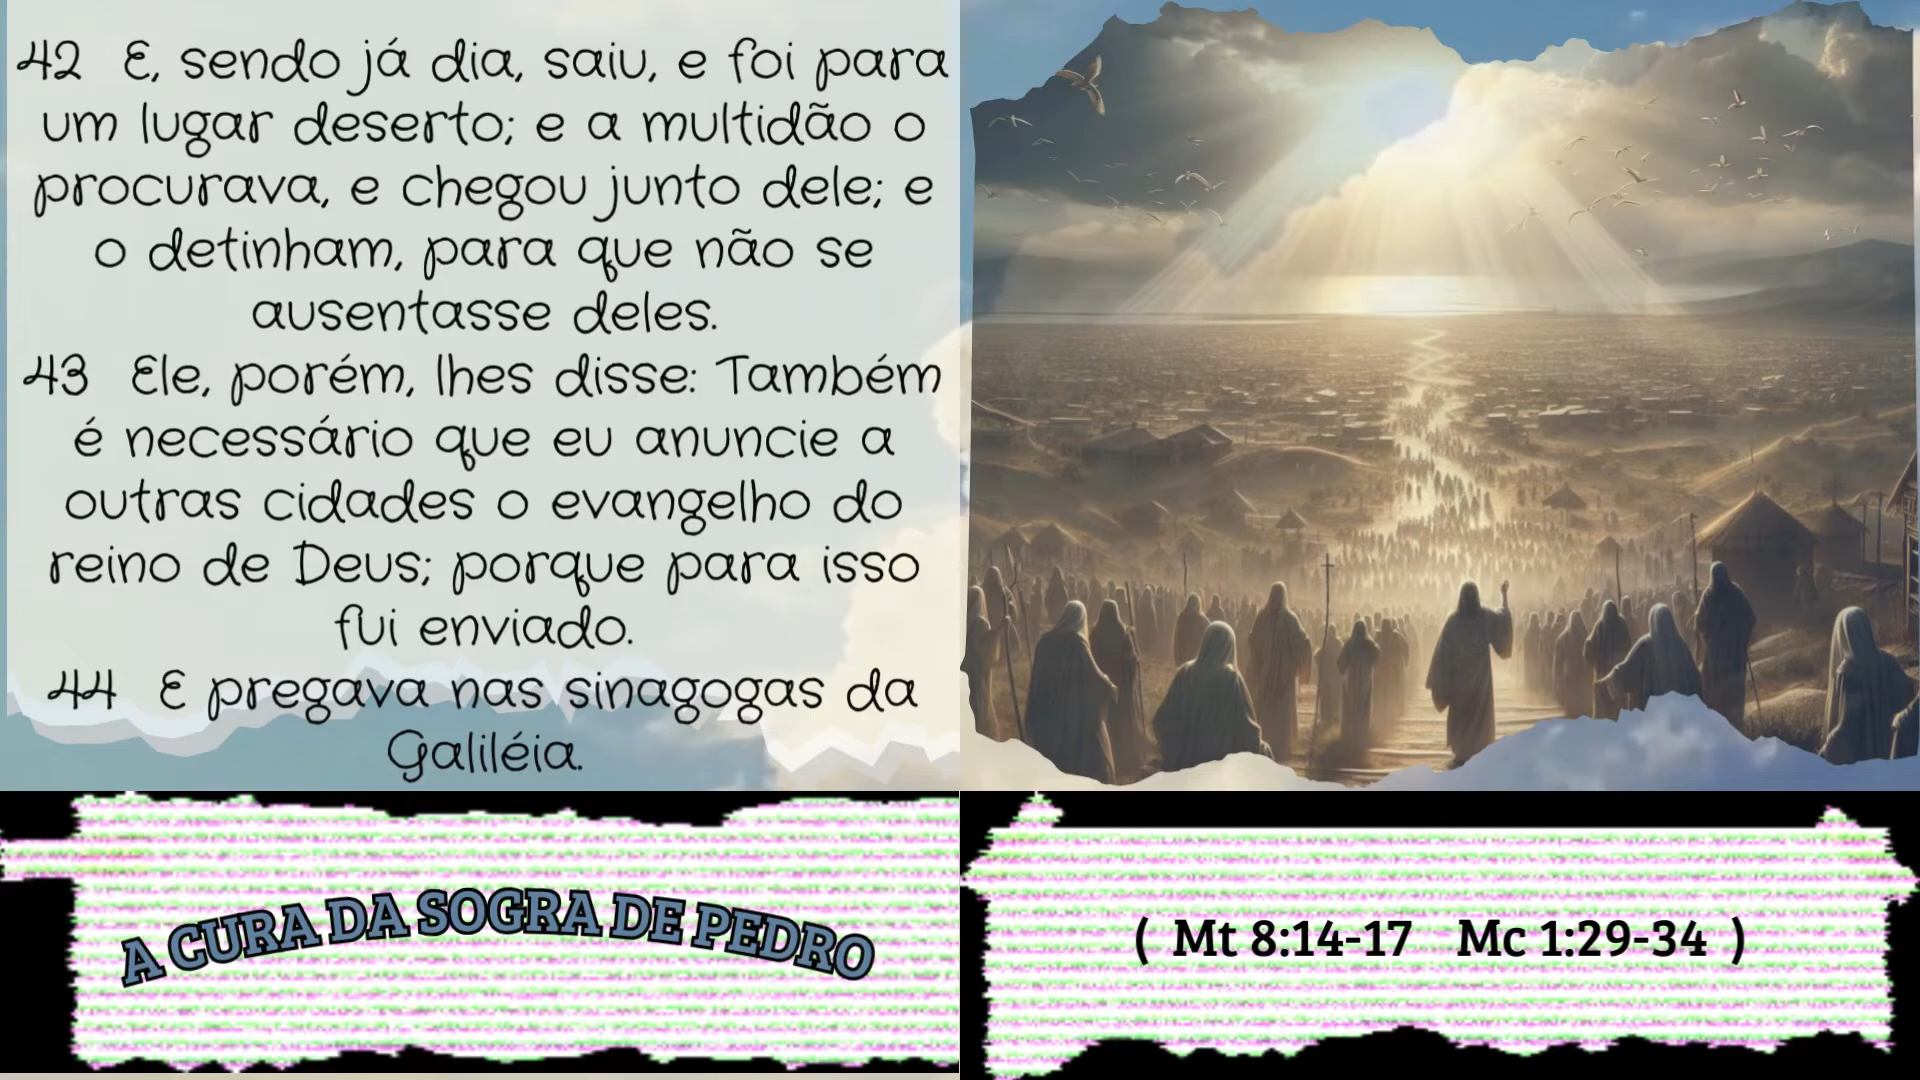 42 E, sendo já dia, saiu, e foi para
um lugar deserto; e a multidão o
procurava, e chegou junto dele; e
o detinham, para que não se
ausentasse deles.
43 Ele, porém, lhes disse: Também
é necessário que eu anuncie a
outras cidades o evangelho do
reino de Deus; porque para isso
fui enviado.
44 E pregava nas sinagogas da
Galiléia.
A CURA DA SOGRA DE PEDRO
( Mt 8:14-17 Mc 1:29-34 )